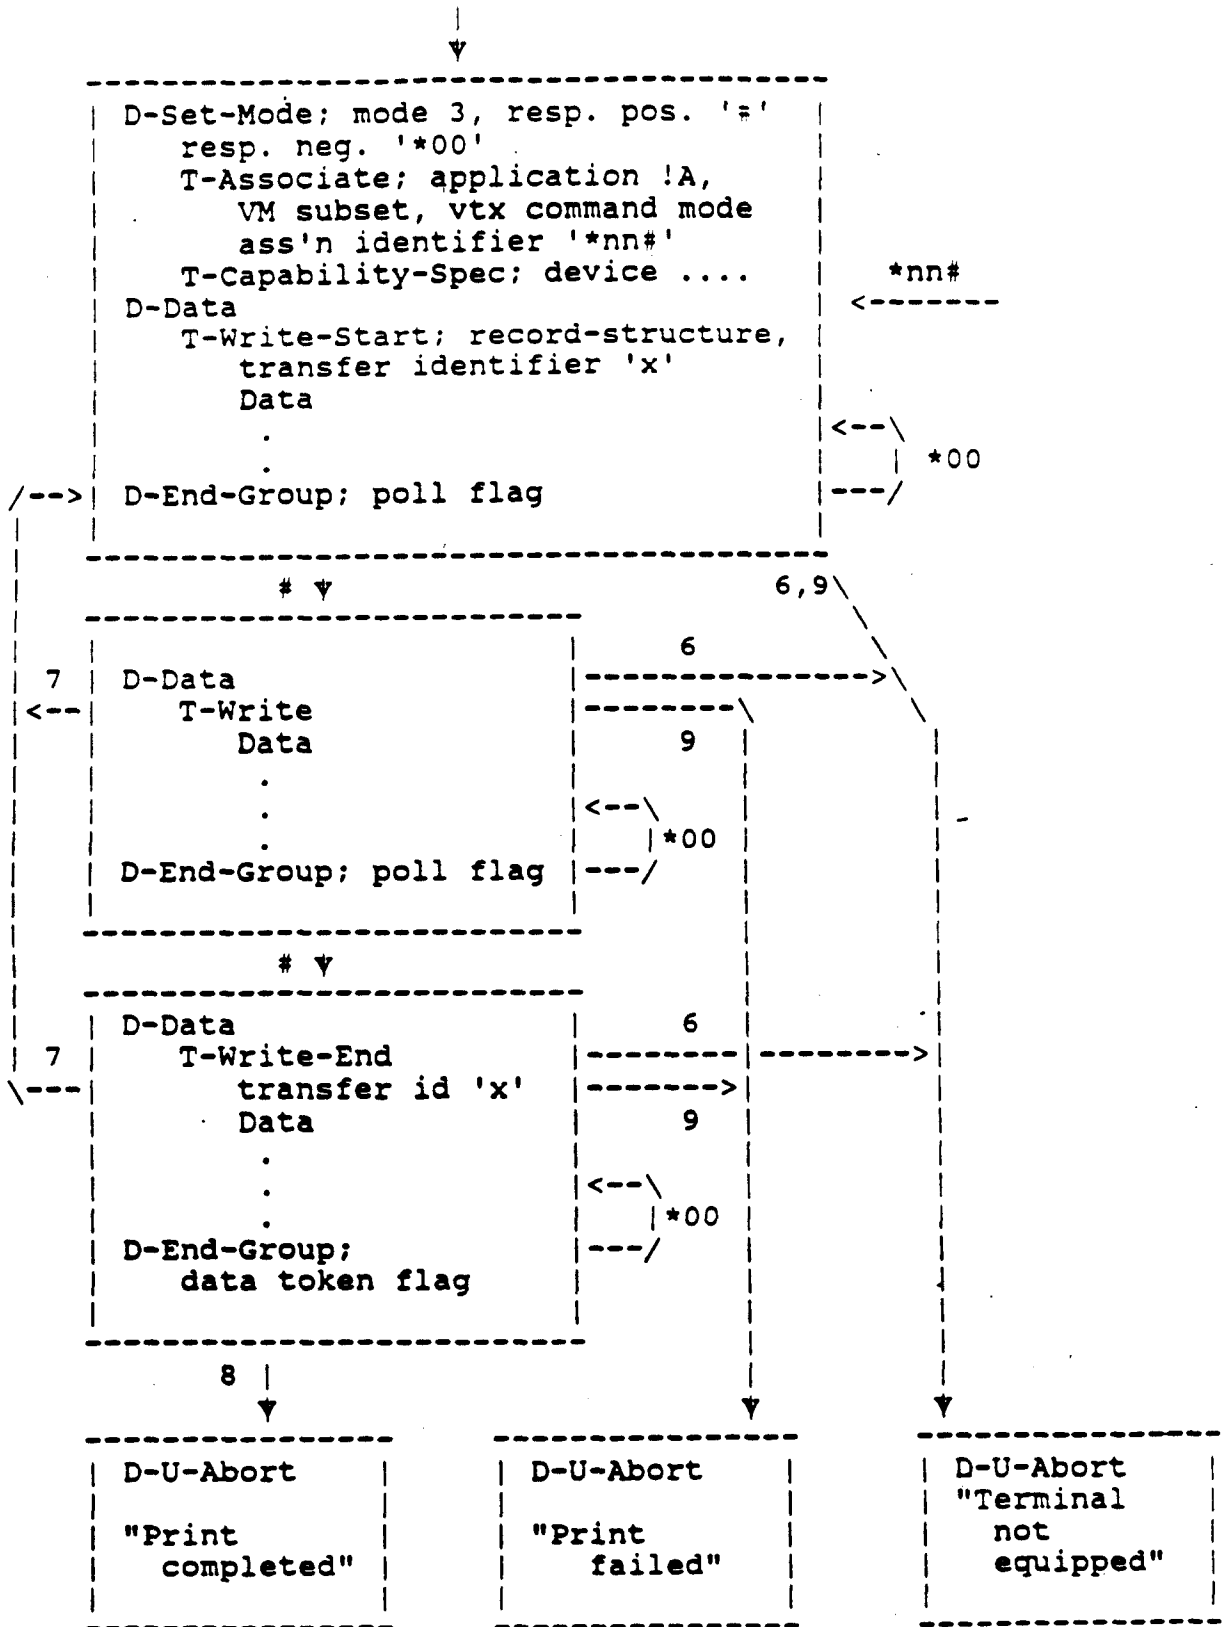 D-Set-Mode; mode 3, resp. pos. '#'
resp. neg. '*00'
T-Associate; application !A,
VM subset, vtx command mode
ass'n identifier '*nn#'
T-Capability-Spec; device ....
*nn#
D-Data
T-Write-Start; record-structure,
transfer identifier 'x'
Data
.
.
*00
D-End-Group; poll flag
#
6,9
6
7
D-Data
T-Write
Data
9
.
.
*00
.
D-End-Group; poll flag
#
D-Data
6
7
T-Write-End
transfer id 'x'
Data
9
.
.
*00
.
D-End-Group;
data token flag
8
D-U-Abort
"Print
completed"
D-U-Abort
"Print
failed"
D-U-Abort
"Terminal
not
equipped"